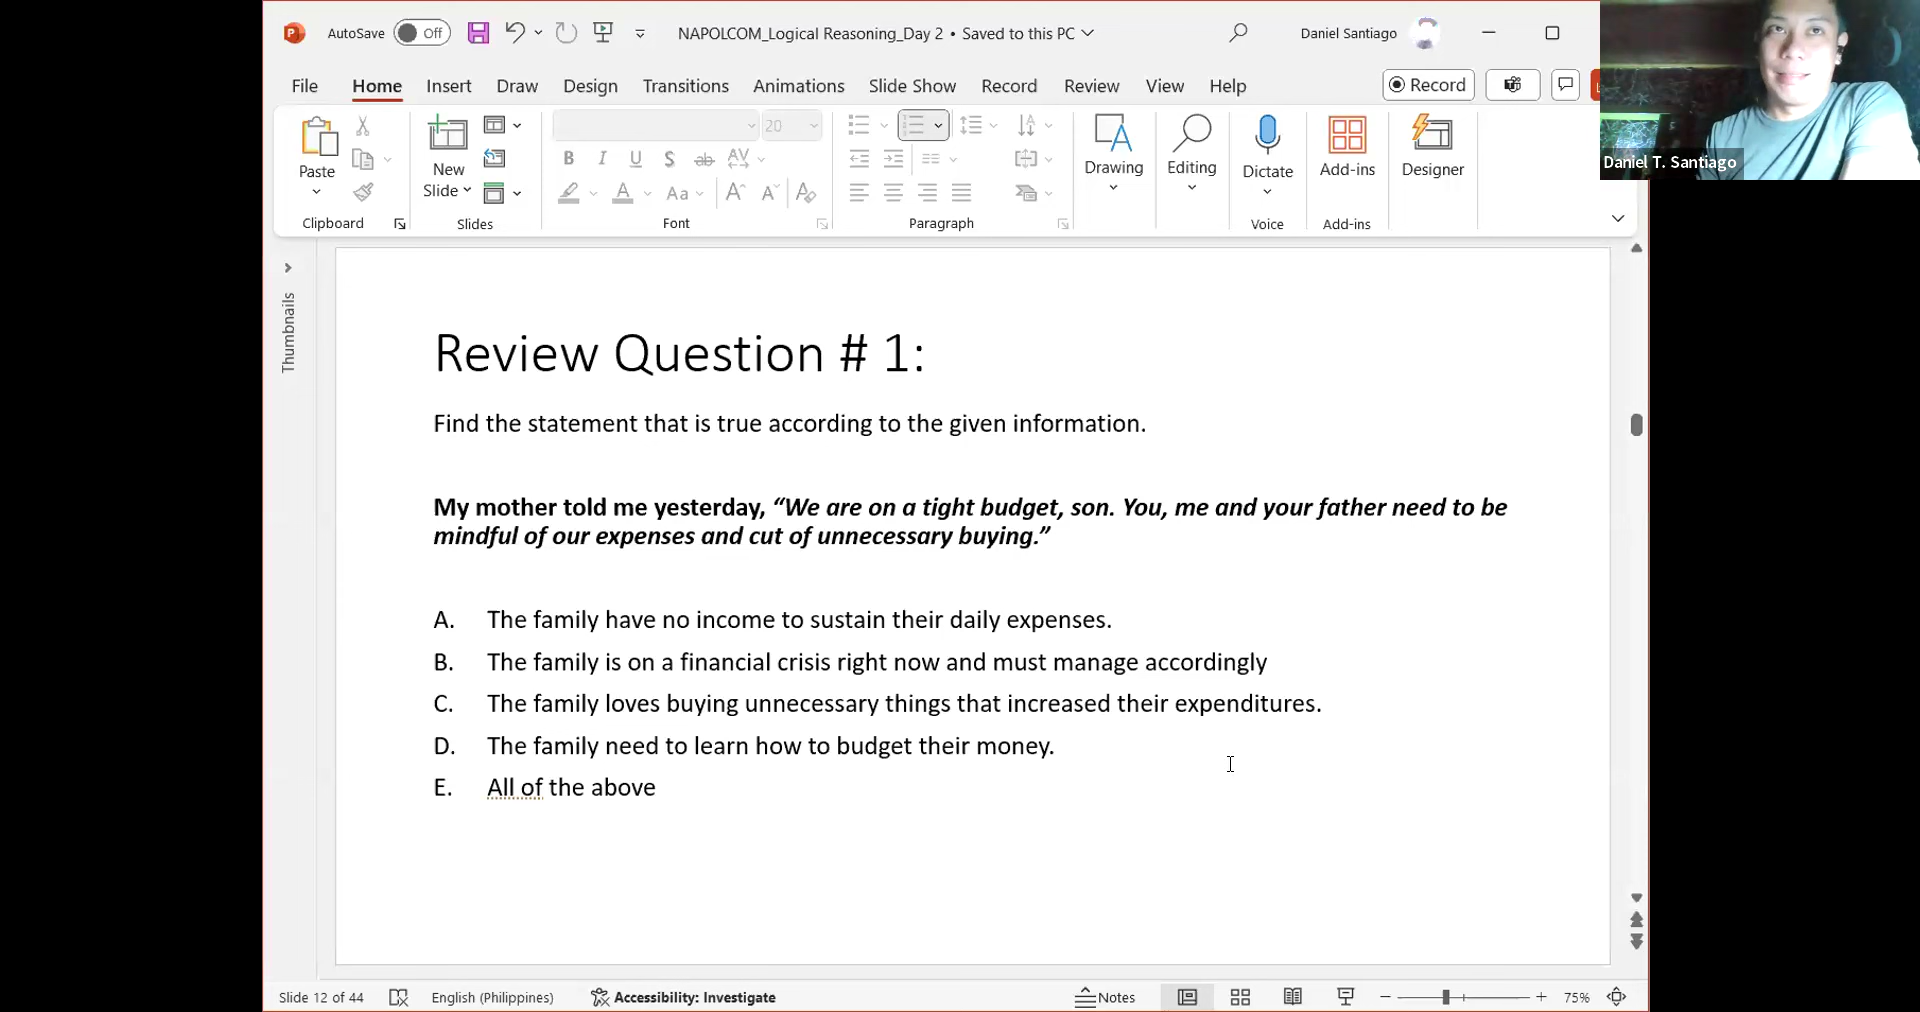 AutoSave Off NAPOLCOM_Logical Reasoning_Day 2 • Saved to this PC Daniel Santiago
File Home Insert Draw Design Transitions Animations Slide Show Record Review View Help Record
Paste
New
Slide
20
B I U S ab AV
A Aa A A A
Drawing
Editing
Dictate
Add-ins
Designer
Clipboard Slides Font Paragraph Voice Add-ins
Daniel T. Santiago
Thumbnails
Review Question # 1:
Find the statement that is true according to the given information.
My mother told me yesterday, “We are on a tight budget, son. You, me and your father need to be
mindful of our expenses and cut of unnecessary buying.”
A. The family have no income to sustain their daily expenses.
B. The family is on a financial crisis right now and must manage accordingly
C. The family loves buying unnecessary things that increased their expenditures.
D. The family need to learn how to budget their money.
E. All of the above
Slide 12 of 44 English (Philippines) Accessibility: Investigate Notes 75%